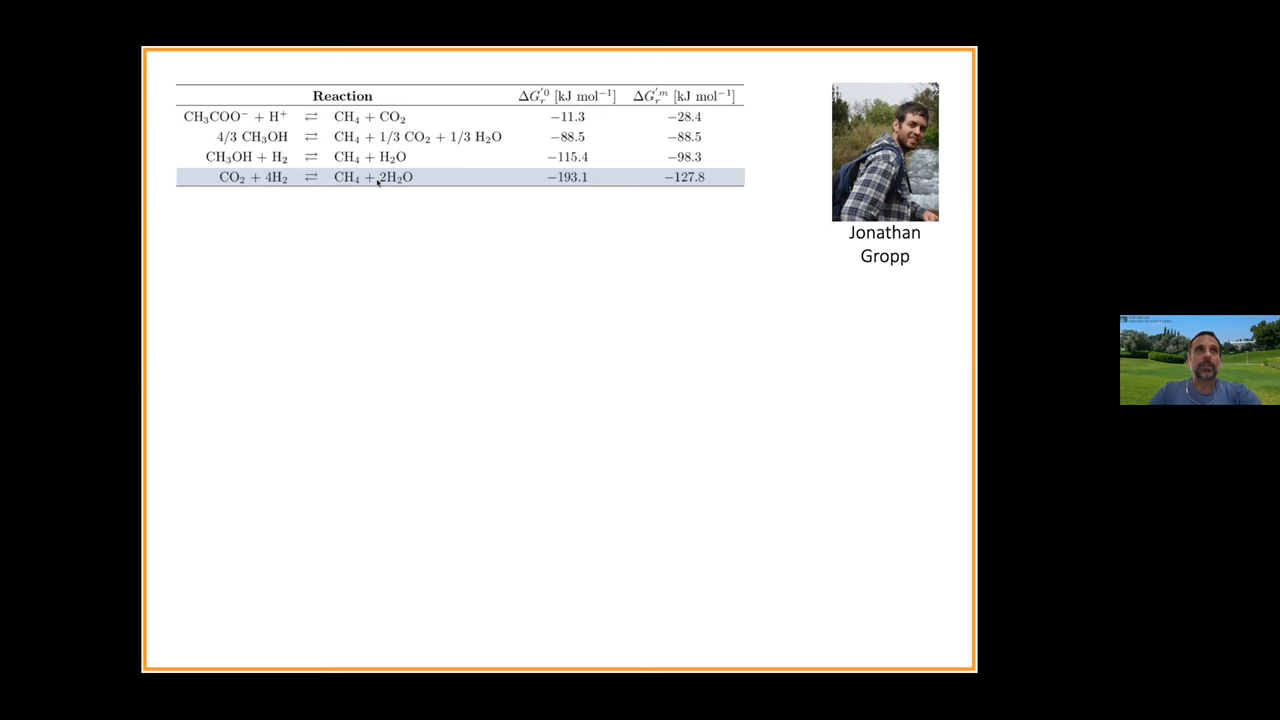 Reaction ΔG′⁰ᵣ [kJ mol⁻¹] ΔG′ᵐᵣ [kJ mol⁻¹]
CH₃COO⁻ + H⁺ ⇄ CH₄ + CO₂ −11.3 −28.4
4/3 CH₃OH ⇄ CH₄ + 1/3 CO₂ + 1/3 H₂O −88.5 −88.5
CH₃OH + H₂ ⇄ CH₄ + H₂O −115.4 −98.3
CO₂ + 4H₂ ⇄ CH₄ + 2H₂O −193.1 −127.8
Jonathan
Gropp